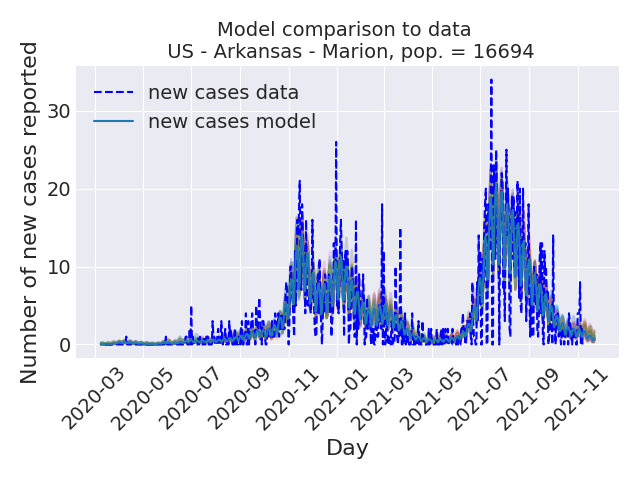 Model comparison to data
US - Arkansas - Marion, pop. = 16694
Number of new cases reported
30
20
10
0
new cases data
new cases model
2020-03
2020-05
2020-07
2020-09
2020-11
2021-01
2021-03
2021-05
2021-07
2021-09
2021-11
Day